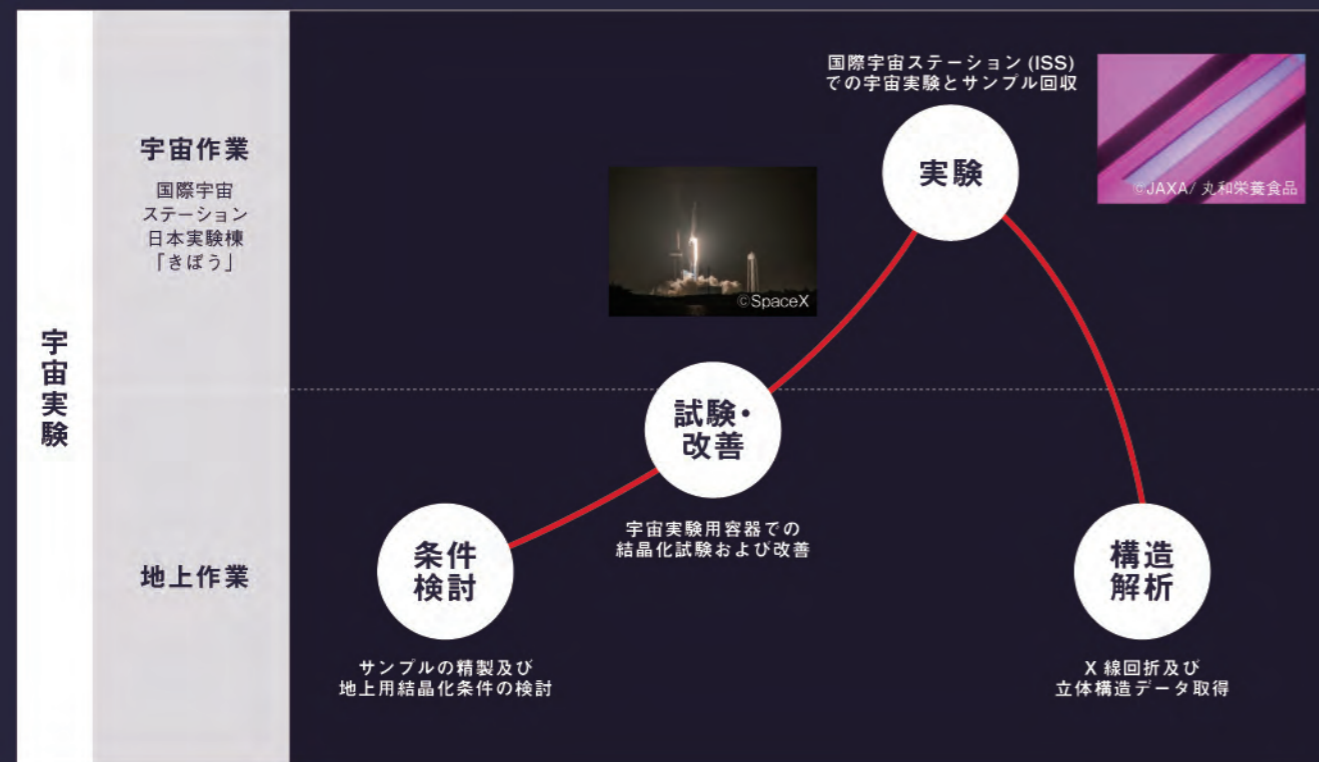 宇宙実験
宇宙作業
国際宇宙
ステーション
日本実験棟
「きぼう」
地上作業
条件
検討
サンプルの精製及び
地上用結晶化条件の検討
試験・
改善
宇宙実験用容器での
結晶化試験および改善
©SpaceX
国際宇宙ステーション (ISS)
での宇宙実験とサンプル回収
実験
©JAXA/ 丸和栄養食品
構造
解析
X 線回折及び
立体構造データ取得